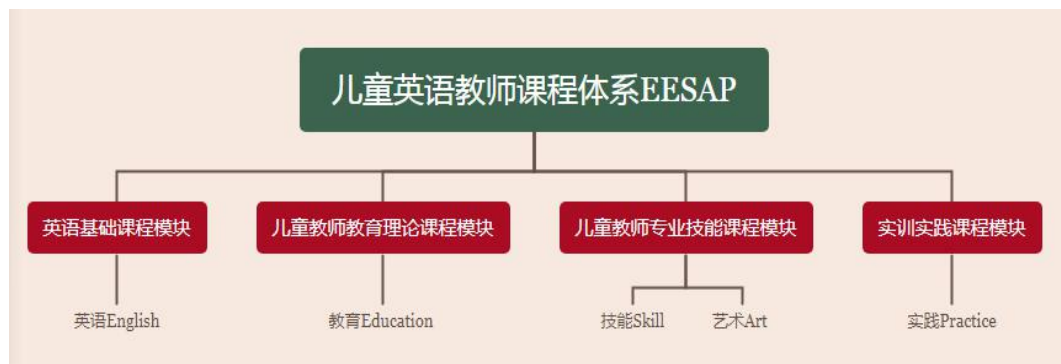 儿童英语教师课程体系EESAP
英语基础课程模块
儿童教师教育理论课程模块
儿童教师专业技能课程模块
实训实践课程模块
英语English
教育Education
技能Skill
艺术Art
实践Practice